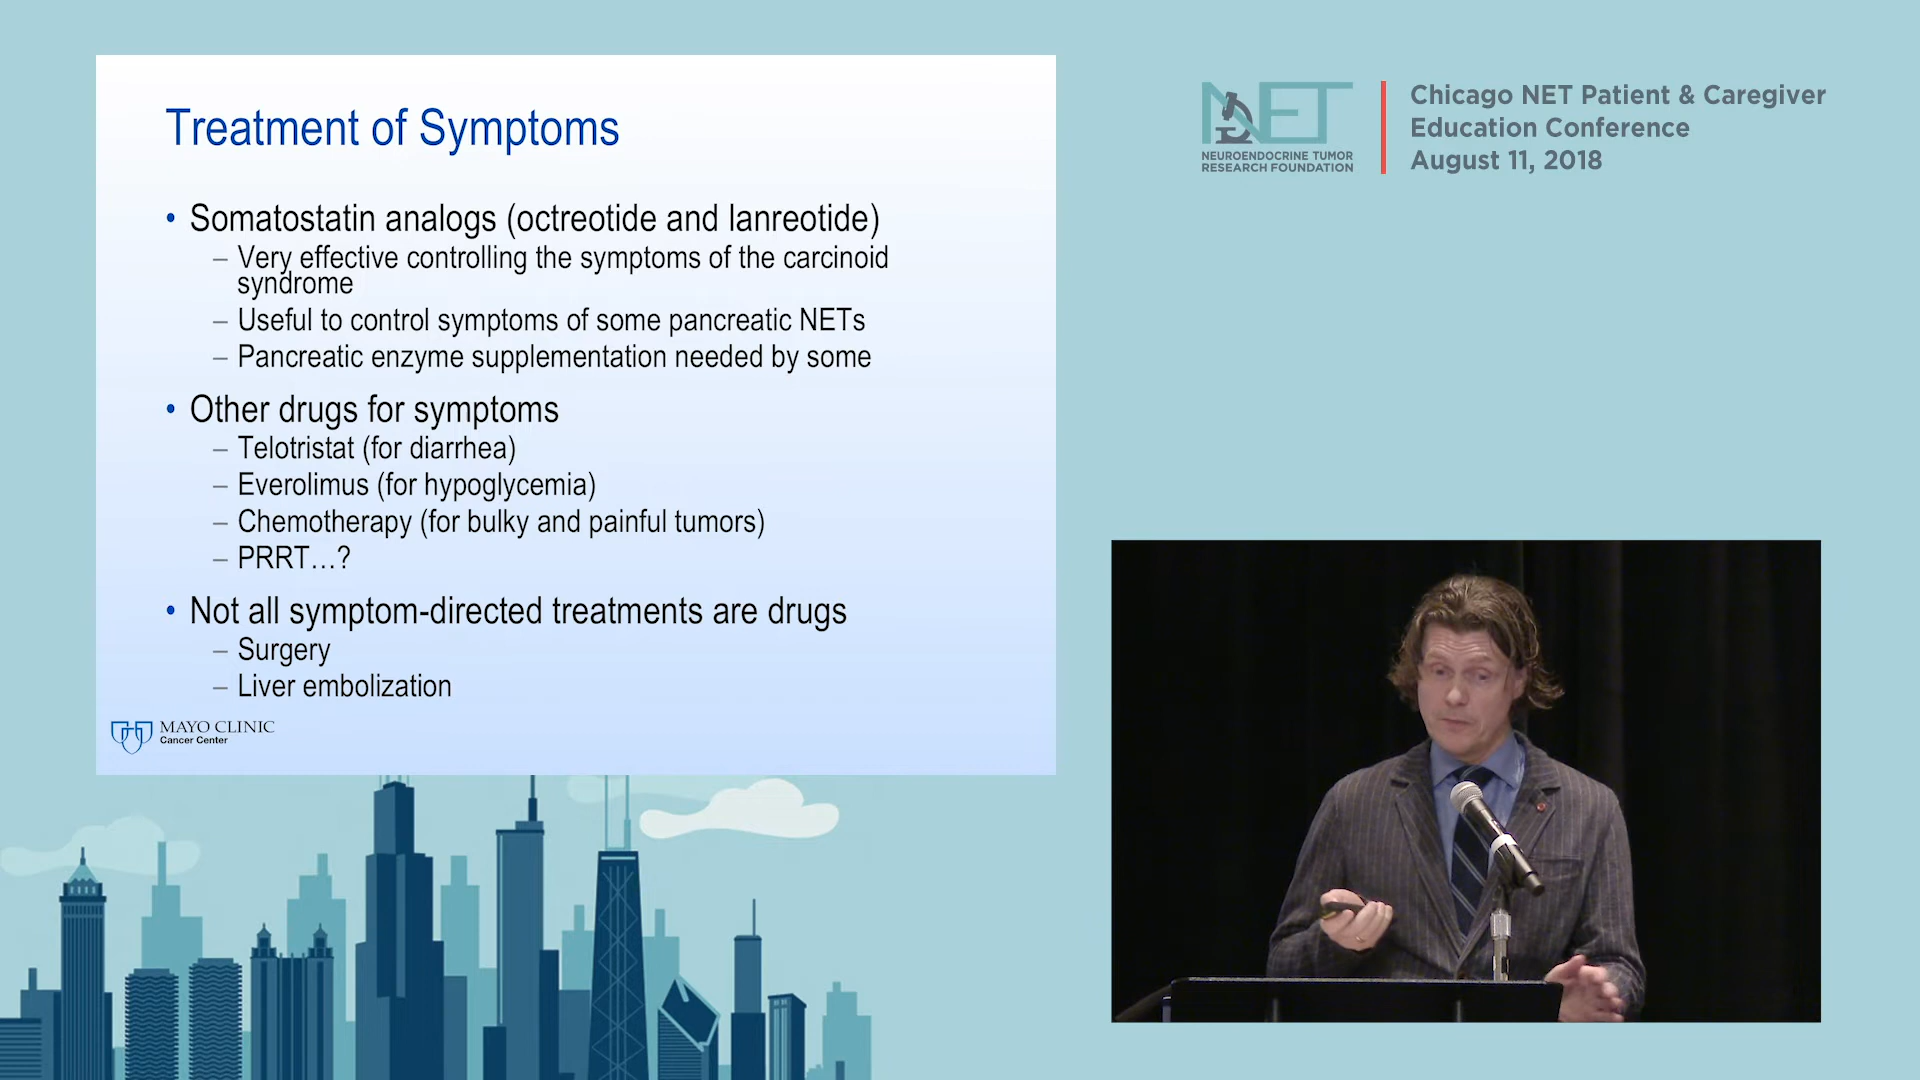 Treatment of Symptoms
• Somatostatin analogs (octreotide and lanreotide)
– Very effective controlling the symptoms of the carcinoid
syndrome
– Useful to control symptoms of some pancreatic NETs
– Pancreatic enzyme supplementation needed by some
• Other drugs for symptoms
– Telotristat (for diarrhea)
– Everolimus (for hypoglycemia)
– Chemotherapy (for bulky and painful tumors)
– PRRT…?
• Not all symptom-directed treatments are drugs
– Surgery
– Liver embolization
MAYO CLINIC
Cancer Center
NET
NEUROENDOCRINE TUMOR
RESEARCH FOUNDATION
Chicago NET Patient & Caregiver
Education Conference
August 11, 2018